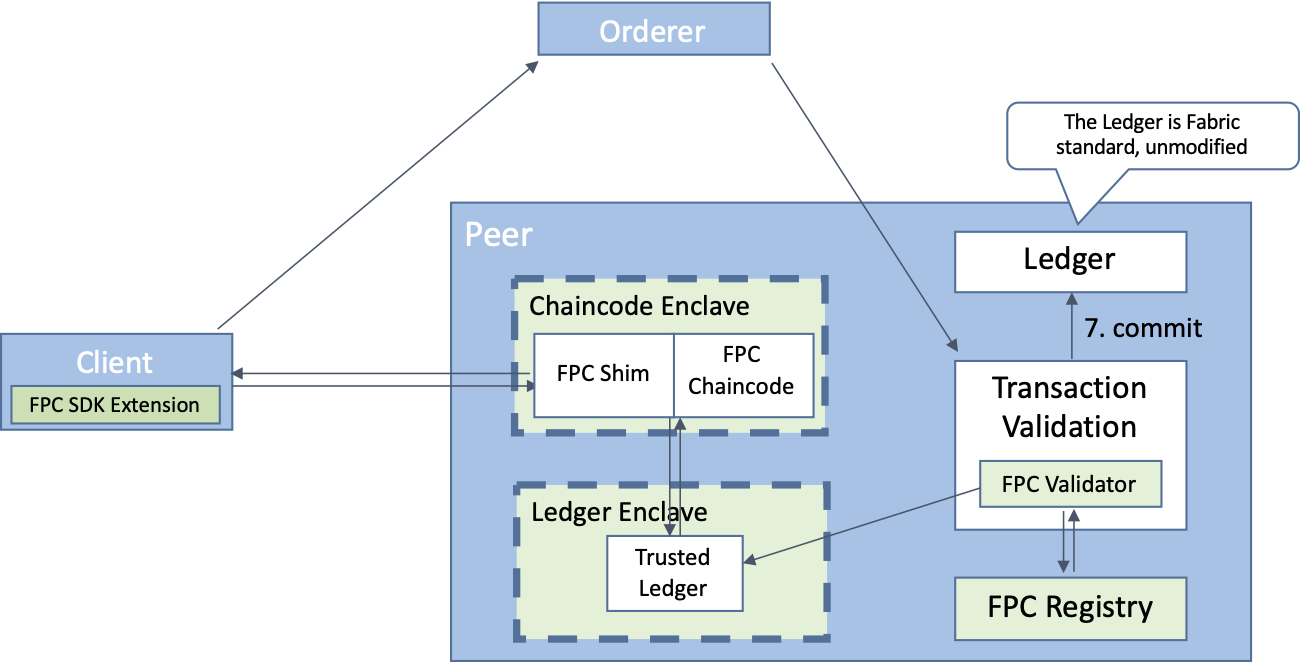 Orderer
The Ledger is Fabric
standard, unmodified
Peer
Ledger
Chaincode Enclave
7. commit
Client
FPC SDK Extension
FPC Shim
FPC
Chaincode
Transaction
Validation
FPC Validator
Ledger Enclave
Trusted
Ledger
FPC Registry